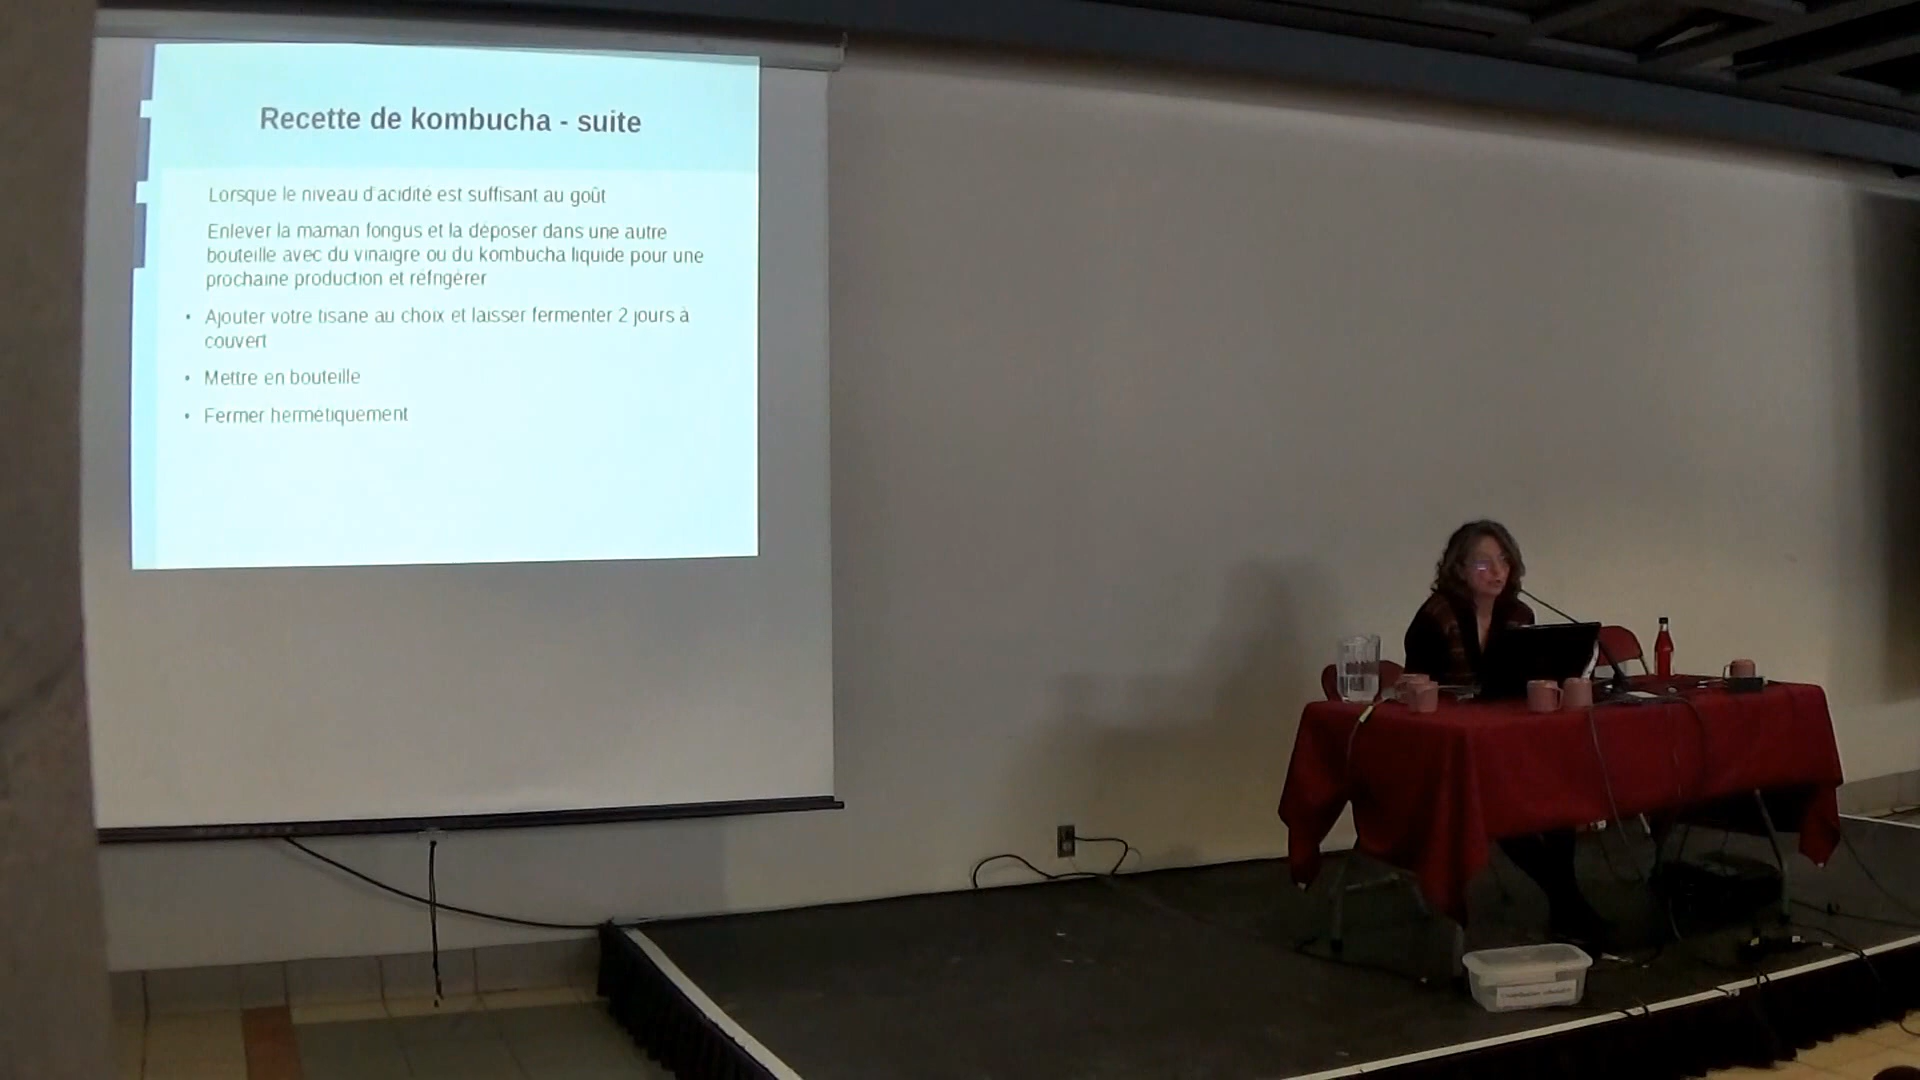 Recette de kombucha - suite
Lorsque le niveau d'acidité est suffisant au goût
Enlever la maman fongus et la déposer dans une autre
bouteille avec du vinaigre ou du kombucha liquide pour une
prochaine production et réfrigérer
• Ajouter votre tisane au choix et laisser fermenter 2 jours à
couvert
• Mettre en bouteille
• Fermer hermétiquement